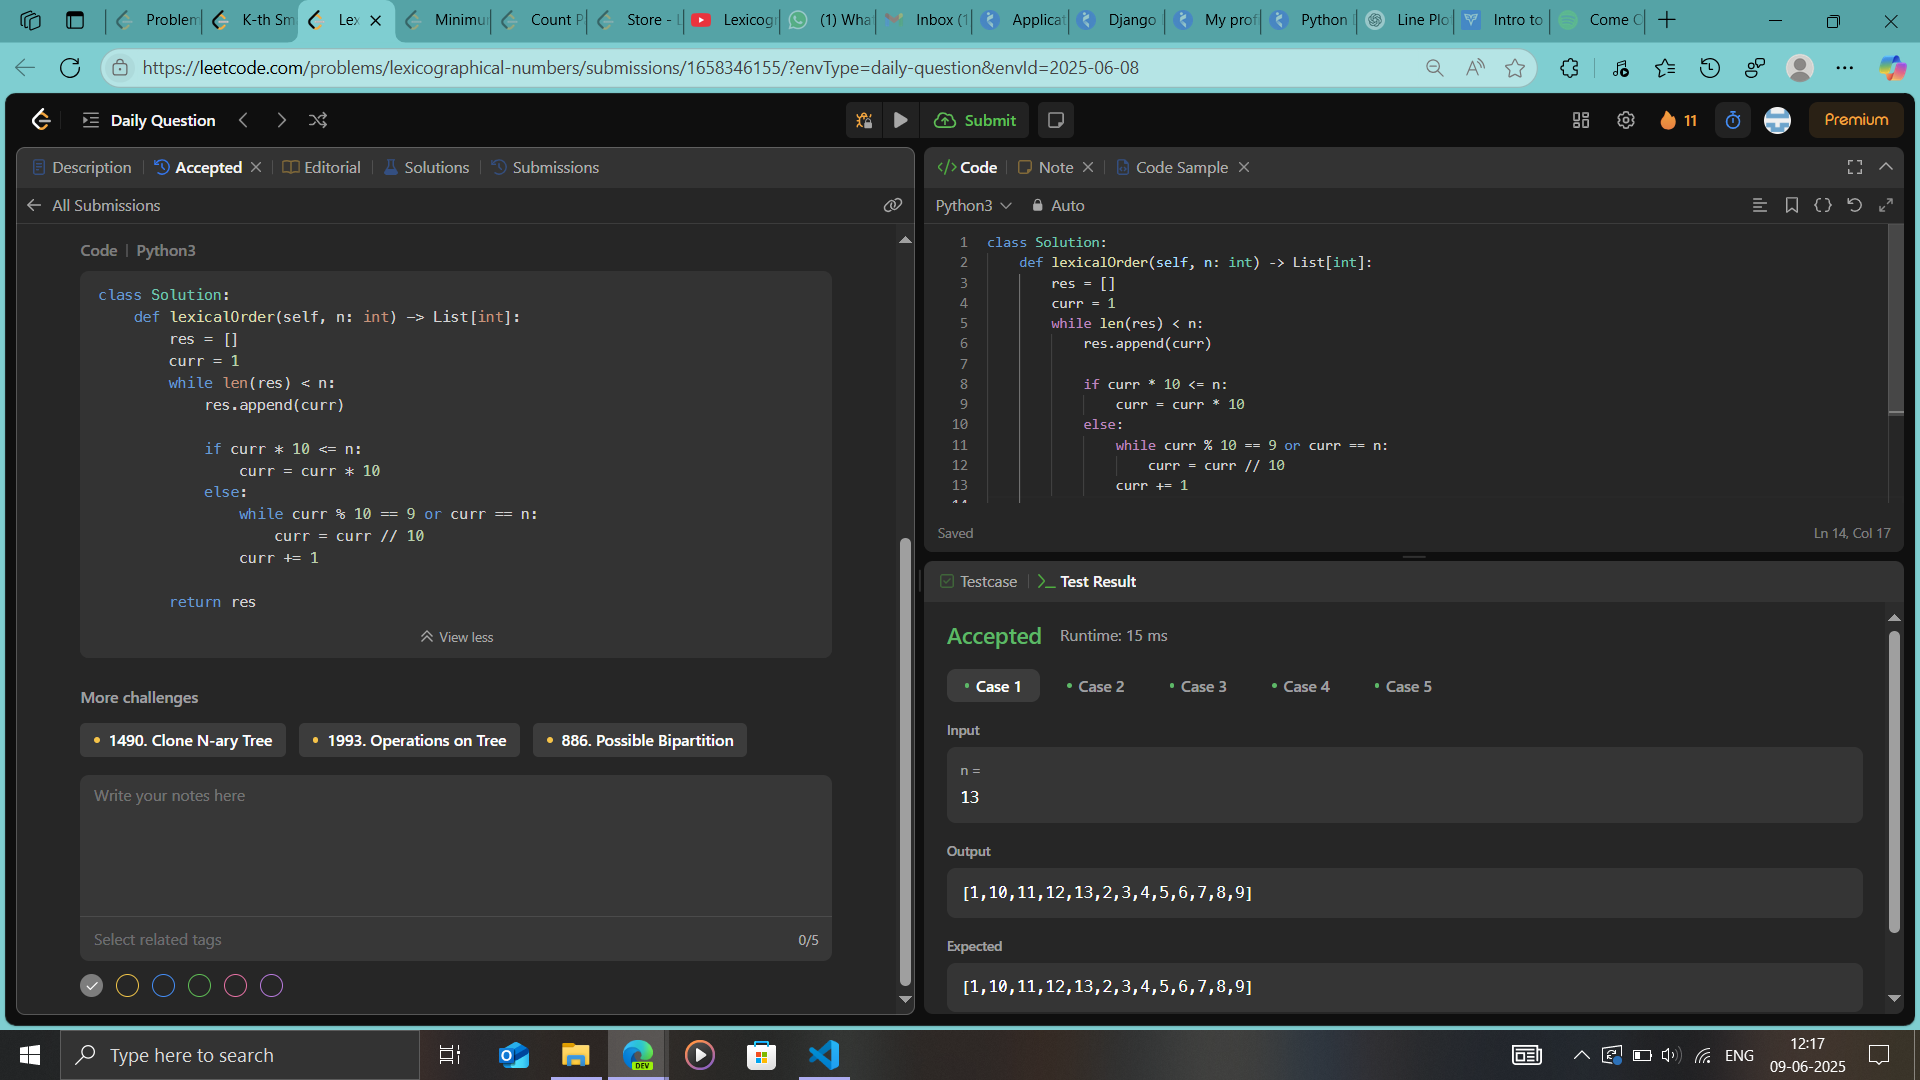 Problem
K-th Sm
Lex
Minimu
Count P
Store - L
Lexicogr
(1) Wha
Inbox (1
Applicat
Django
My prof
Python
Line Plo
Intro to
Come C
https://leetcode.com/problems/lexicographical-numbers/submissions/1658346155/?envType=daily-question&envId=2025-06-08
Daily Question
Submit
11
Premium
Description
Accepted
Editorial
Solutions
Submissions
All Submissions
Code | Python3
class Solution:
    def lexicalOrder(self, n: int) -> List[int]:
        res = []
        curr = 1
        while len(res) < n:
            res.append(curr)
            if curr * 10 <= n:
                curr = curr * 10
            else:
                while curr % 10 == 9 or curr == n:
                    curr = curr // 10
                curr += 1
        return res
View less
More challenges
1490. Clone N-ary Tree
1993. Operations on Tree
886. Possible Bipartition
Write your notes here
Select related tags
0/5
Code
Note
Code Sample
Python3
Auto
1 class Solution:
2     def lexicalOrder(self, n: int) -> List[int]:
3         res = []
4         curr = 1
5         while len(res) < n:
6             res.append(curr)
7
8             if curr * 10 <= n:
9                 curr = curr * 10
10             else:
11                 while curr % 10 == 9 or curr == n:
12                     curr = curr // 10
13                 curr += 1
Saved
Ln 14, Col 17
Testcase
Test Result
Accepted
Runtime: 15 ms
Case 1
Case 2
Case 3
Case 4
Case 5
Input
n =
13
Output
[1,10,11,12,13,2,3,4,5,6,7,8,9]
Expected
[1,10,11,12,13,2,3,4,5,6,7,8,9]
Type here to search
DEV
ENG
12:17
09-06-2025